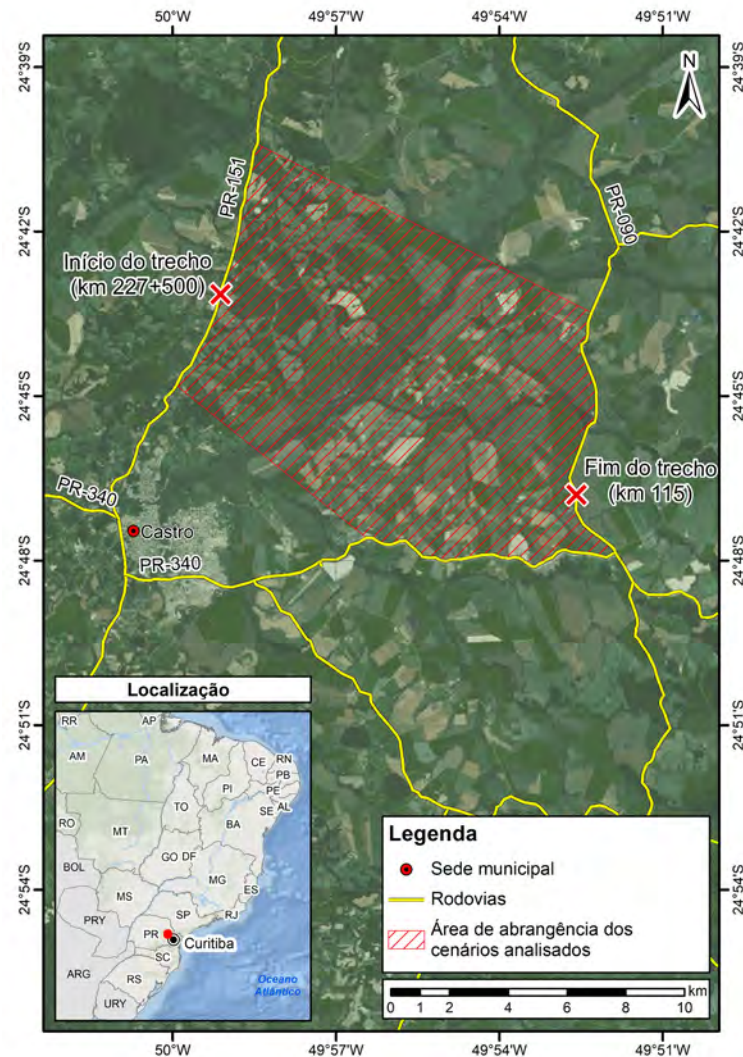 50°W 49°57'W 49°54'W 49°51'W
24°39'S
24°39'S
N
PR-151
PR-090
24°42'S
24°42'S
Início do trecho
(km 227+500)
24°45'S
24°45'S
Fim do trecho
(km 115)
PR-340
Castro
PR-340
24°48'S
24°48'S
Localização
24°51'S
24°51'S
RR
AP
AM
PA
MA
CE
RN
PB
PI
PE
AL
TO
SE
RO
MT
BA
GO
DF
BOL
MG
ES
MS
SP
RJ
PRY
PR
Curitiba
SC
ARG
RS
URY
Oceano
Atlântico
24°54'S
24°54'S
Legenda
Sede municipal
Rodovias
Área de abrangência dos
cenários analisados
km
0 1 2 4 6 8 10
50°W 49°57'W 49°54'W 49°51'W